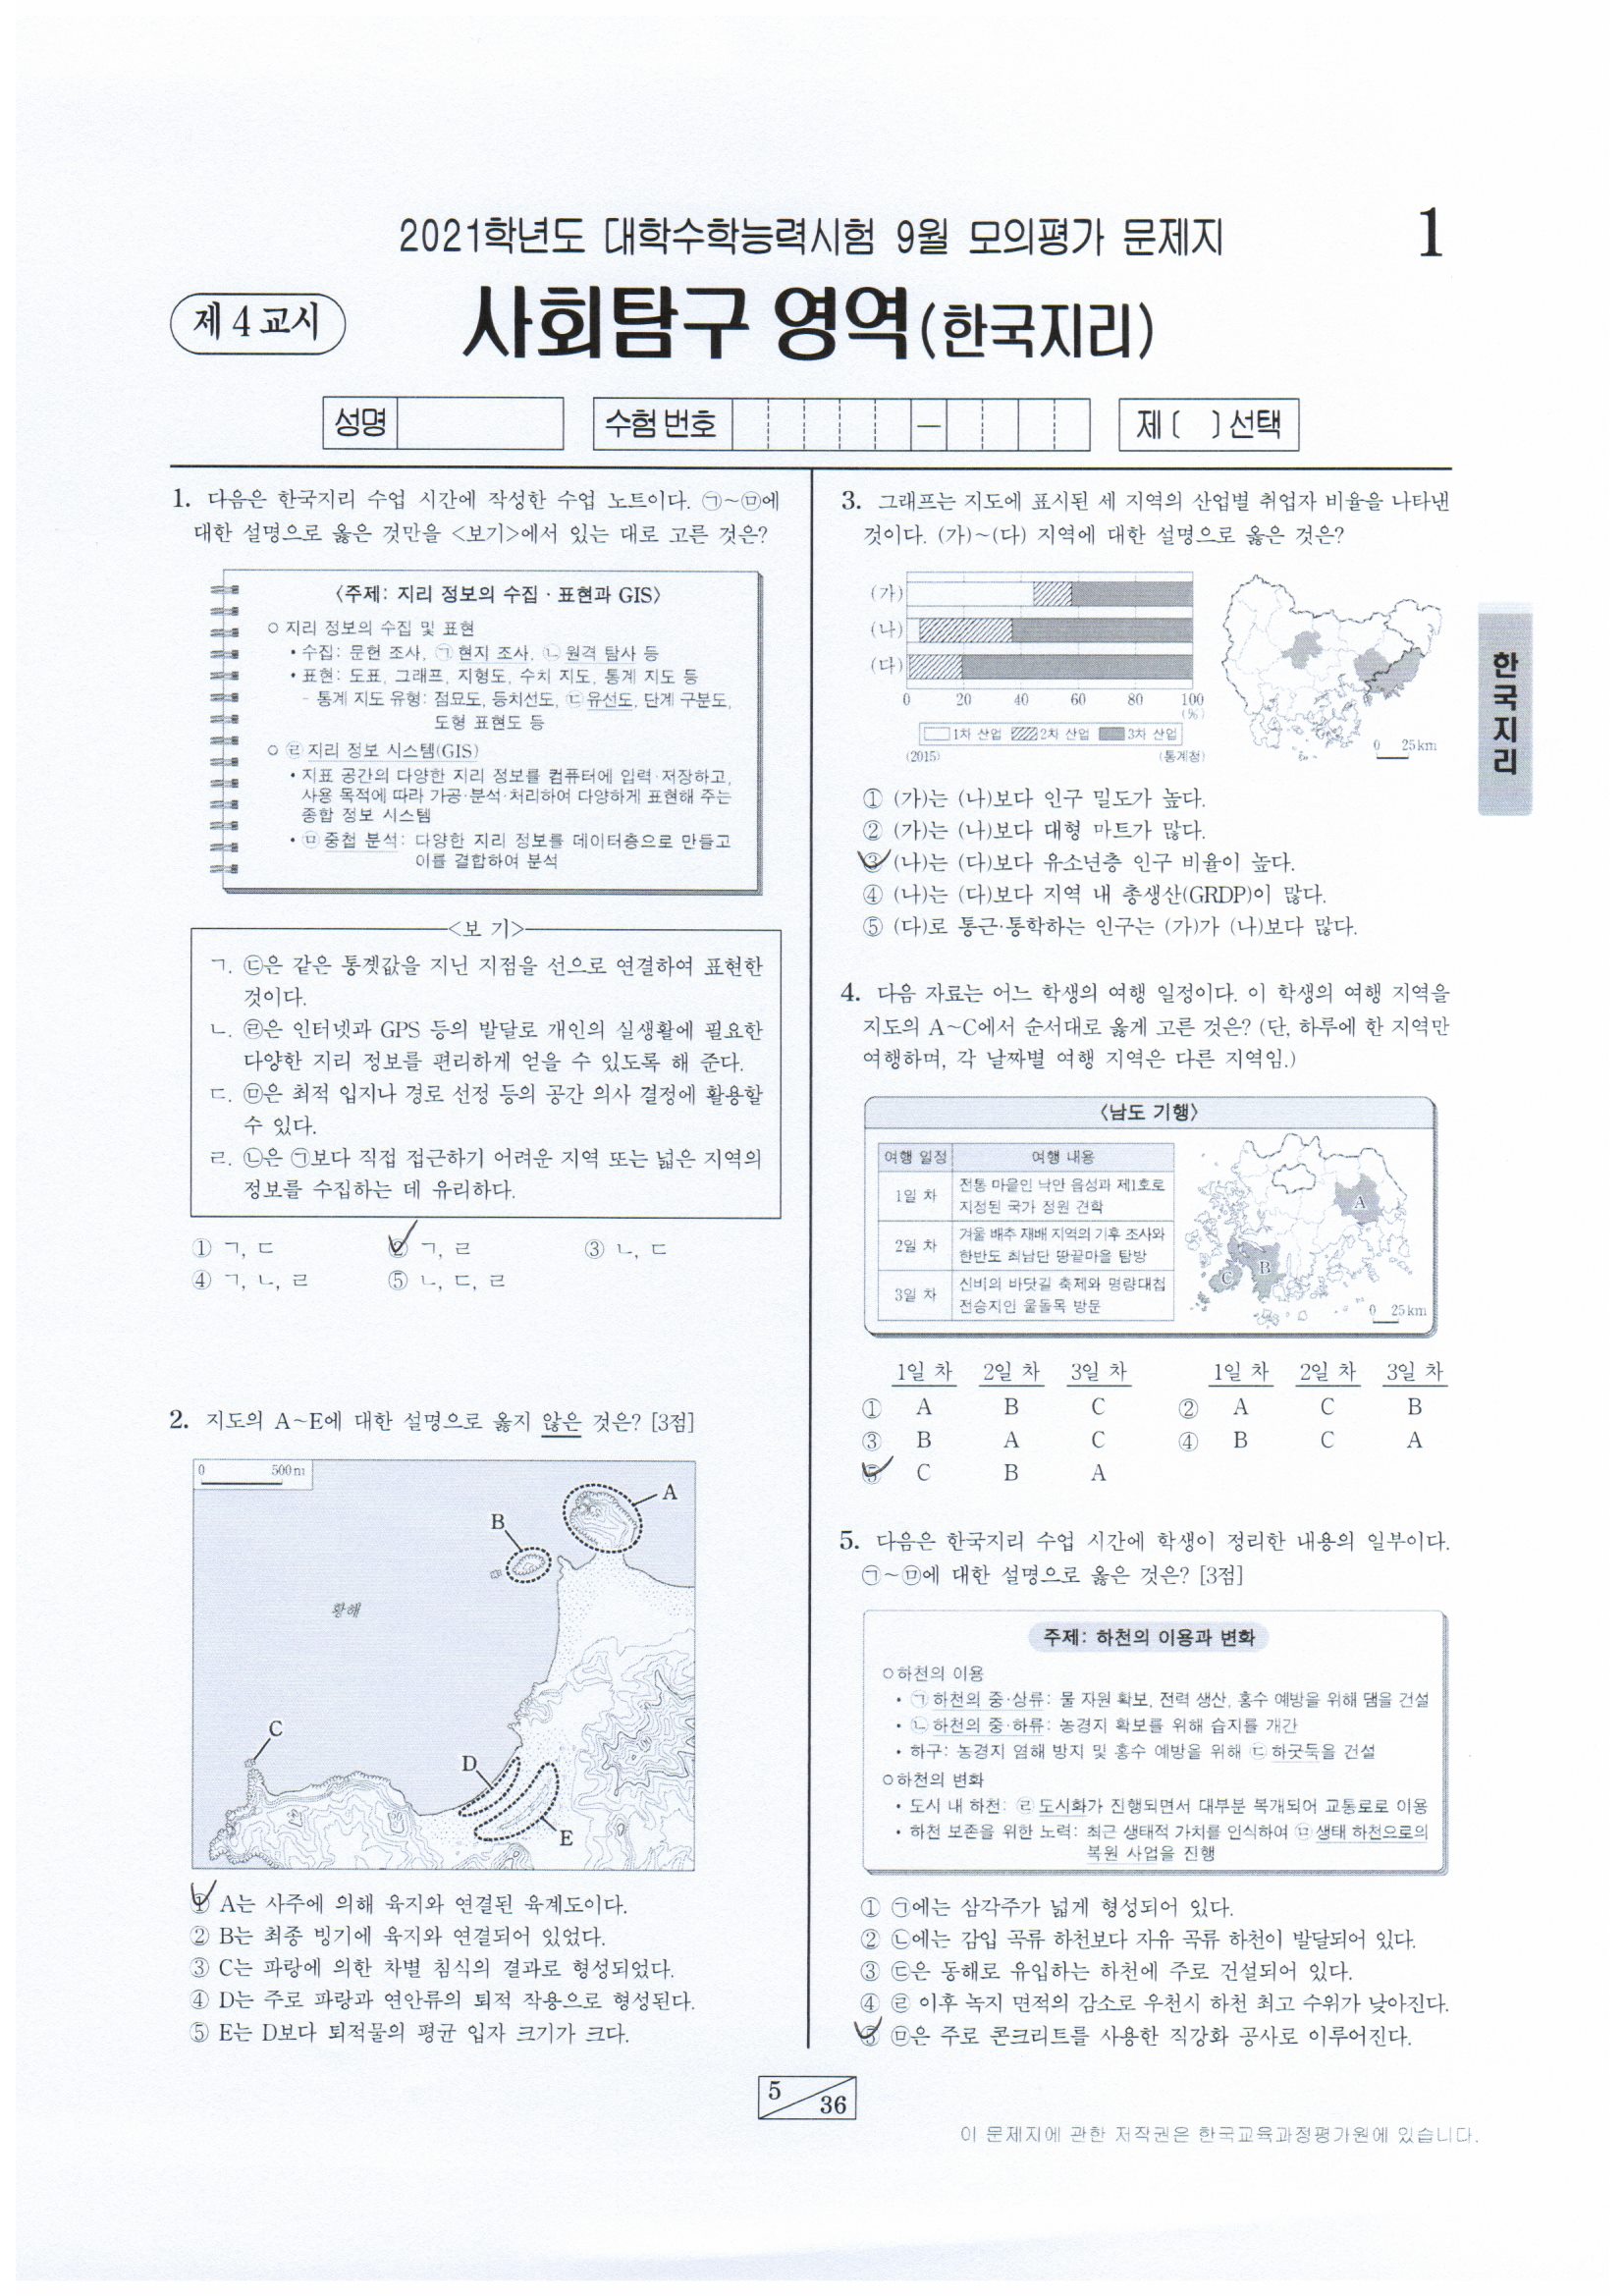 2021학년도 대학수학능력시험 9월 모의평가 문제지
1
제 4 교시
사회탐구 영역(한국지리)
성명
수험 번호
—
제 〔 〕 선택
1. 다음은 한국지리 수업 시간에 작성한 수업 노트이다. ㉠~㉤에
대한 설명으로 옳은 것만을 <보기>에서 있는 대로 고른 것은?
〈주제: 지리 정보의 수집 · 표현과 GIS〉
○ 지리 정보의 수집 및 표현
• 수집: 문헌 조사, ㉠ 현지 조사, ㉡ 원격 탐사 등
• 표현: 도표, 그래프, 지형도, 수치 지도, 통계 지도 등
- 통계 지도 유형: 점묘도, 등치선도, ㉢ 유선도, 단계 구분도,
도형 표현도 등
○ ㉣ 지리 정보 시스템(GIS)
• 지표 공간의 다양한 지리 정보를 컴퓨터에 입력·저장하고,
사용 목적에 따라 가공·분석·처리하여 다양하게 표현해 주는
종합 정보 시스템
• ㉤ 중첩 분석: 다양한 지리 정보를 데이터층으로 만들고
이를 결합하여 분석
<보 기>
ㄱ. ㉢은 같은 통곗값을 지닌 지점을 선으로 연결하여 표현한
것이다.
ㄴ. ㉣은 인터넷과 GPS 등의 발달로 개인의 실생활에 필요한
다양한 지리 정보를 편리하게 얻을 수 있도록 해 준다.
ㄷ. ㉤은 최적 입지나 경로 선정 등의 공간 의사 결정에 활용할
수 있다.
ㄹ. ㉡은 ㉠보다 직접 접근하기 어려운 지역 또는 넓은 지역의
정보를 수집하는 데 유리하다.
① ㄱ, ㄷ ② ㄱ, ㄹ ③ ㄴ, ㄷ
④ ㄱ, ㄴ, ㄹ ⑤ ㄴ, ㄷ, ㄹ
2. 지도의 A~E에 대한 설명으로 옳지 않은 것은? [3점]
0 500m
A
B
황해
C
D
E
① A는 사주에 의해 육지와 연결된 육계도이다.
② B는 최종 빙기에 육지와 연결되어 있었다.
③ C는 파랑에 의한 차별 침식의 결과로 형성되었다.
④ D는 주로 파랑과 연안류의 퇴적 작용으로 형성된다.
⑤ E는 D보다 퇴적물의 평균 입자 크기가 크다.
3. 그래프는 지도에 표시된 세 지역의 산업별 취업자 비율을 나타낸
것이다. (가)~(다) 지역에 대한 설명으로 옳은 것은?
(가)
(나)
(다)
0 20 40 60 80 100
(%)
1차 산업 2차 산업 3차 산업
(2015) (통계청)
0 25km
① (가)는 (나)보다 인구 밀도가 높다.
② (가)는 (나)보다 대형 마트가 많다.
③ (나)는 (다)보다 유소년층 인구 비율이 높다.
④ (나)는 (다)보다 지역 내 총생산(GRDP)이 많다.
⑤ (다)로 통근·통학하는 인구는 (가)가 (나)보다 많다.
4. 다음 자료는 어느 학생의 여행 일정이다. 이 학생의 여행 지역을
지도의 A~C에서 순서대로 옳게 고른 것은? (단, 하루에 한 지역만
여행하며, 각 날짜별 여행 지역은 다른 지역임.)
〈남도 기행〉
여행 일정 여행 내용
1일 차 전통 마을인 낙안 읍성과 제1호로
지정된 국가 정원 견학
2일 차 겨울 배추 재배 지역의 기후 조사와
한반도 최남단 땅끝마을 탐방
3일 차 신비의 바닷길 축제와 명량대첩
전승지인 울돌목 방문
A
B
C
0 25km
1일 차 2일 차 3일 차 1일 차 2일 차 3일 차
① A B C ② A C B
③ B A C ④ B C A
⑤ C B A
5. 다음은 한국지리 수업 시간에 학생이 정리한 내용의 일부이다.
㉠~㉤에 대한 설명으로 옳은 것은? [3점]
주제: 하천의 이용과 변화
○ 하천의 이용
• ㉠ 하천의 중·상류: 물 자원 확보, 전력 생산, 홍수 예방을 위해 댐을 건설
• ㉡ 하천의 중·하류: 농경지 확보를 위해 습지를 개간
• 하구: 농경지 염해 방지 및 홍수 예방을 위해 ㉢ 하굿둑을 건설
○ 하천의 변화
• 도시 내 하천: ㉣ 도시화가 진행되면서 대부분 복개되어 교통로로 이용
• 하천 보존을 위한 노력: 최근 생태적 가치를 인식하여 ㉤ 생태 하천으로의
복원 사업을 진행
① ㉠에는 삼각주가 넓게 형성되어 있다.
② ㉡에는 감입 곡류 하천보다 자유 곡류 하천이 발달되어 있다.
③ ㉢은 동해로 유입하는 하천에 주로 건설되어 있다.
④ ㉣ 이후 녹지 면적의 감소로 우천시 하천 최고 수위가 낮아진다.
⑤ ㉤은 주로 콘크리트를 사용한 직강화 공사로 이루어진다.
한국지리
5
36
이 문제지에 관한 저작권은 한국교육과정평가원에 있습니다.